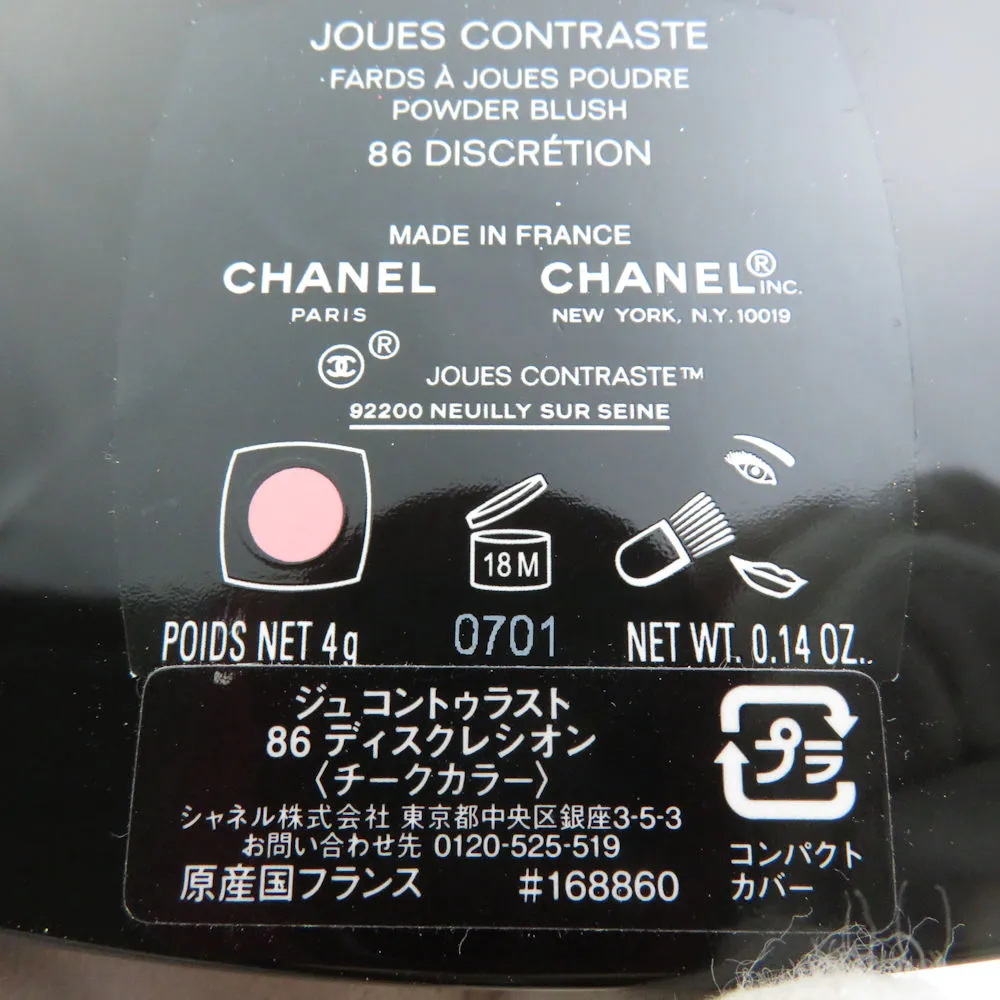 JOUES CONTRASTE
FARDS À JOUES POUDRE
POWDER BLUSH
86 DISCRÉTION
MADE IN FRANCE
CHANEL CHANEL® INC.
PARIS NEW YORK, N.Y. 10019
® JOUES CONTRASTE™
92200 NEUILLY SUR SEINE
18M
POIDS NET 4g 0701 NET WT. 0.14 OZ.
ジュ コントゥラスト
86 ディスクレシオン
〈チークカラー〉
シャネル株式会社 東京都中央区銀座3-5-3
お問い合わせ先 0120-525-519
原産国フランス #168860
プラ
コンパクト
カバー